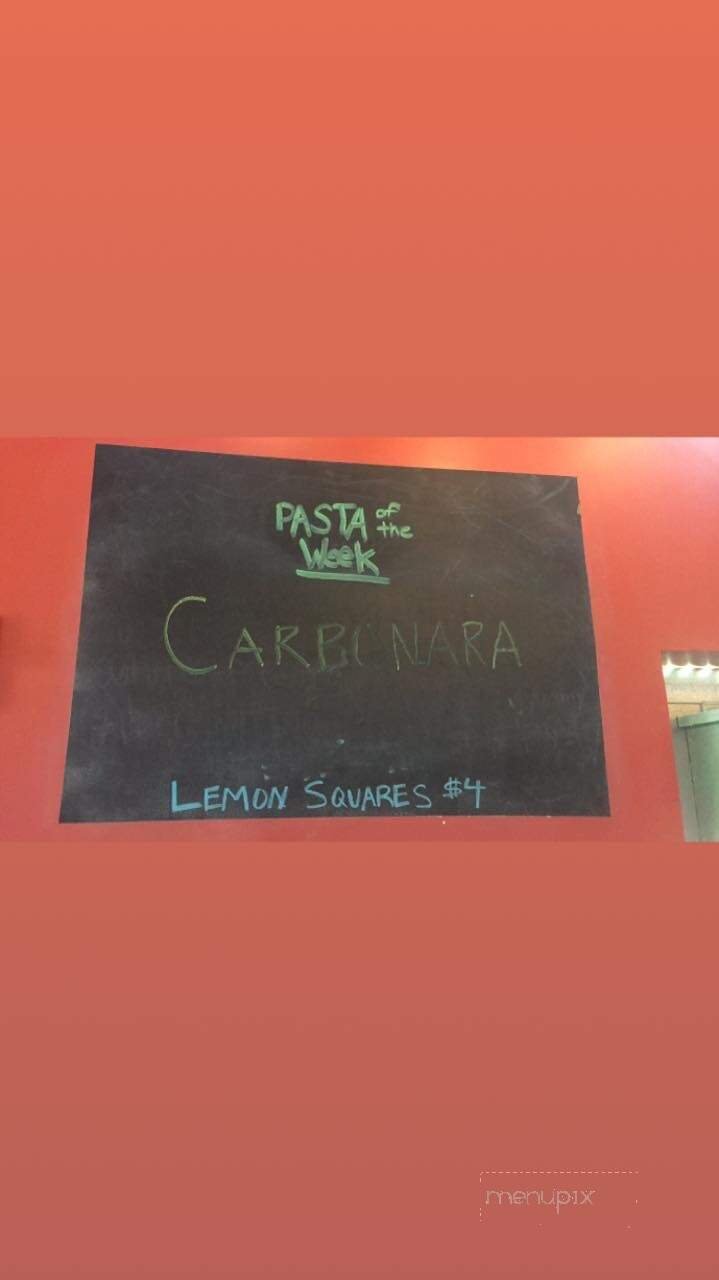 PASTA of the
Week
CARBONARA
LEMON SQUARES $4
menupix